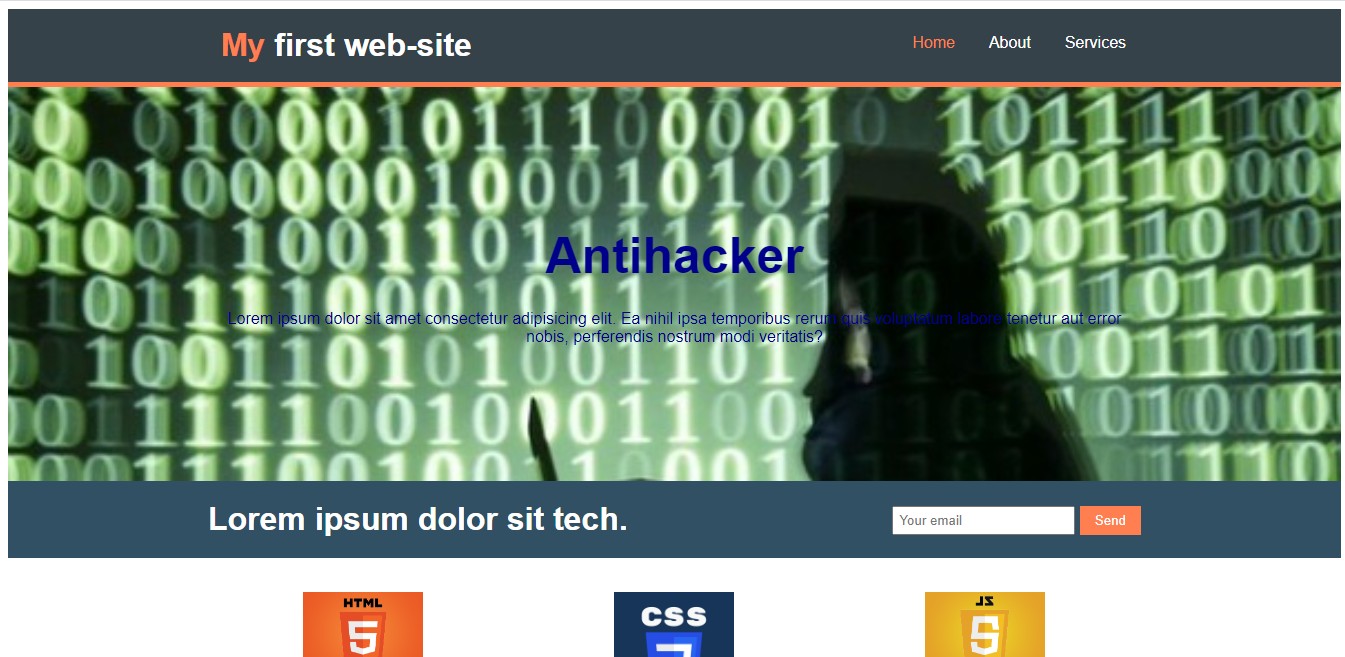 My first web-site
Home About Services
Antihacker
Lorem ipsum dolor sit amet consectetur adipisicing elit. Ea nihil ipsa temporibus rerum quis voluptatum labore tenetur aut error
nobis, perferendis nostrum modi veritatis?
Lorem ipsum dolor sit tech.
Your email Send
HTML
5
CSS
JS